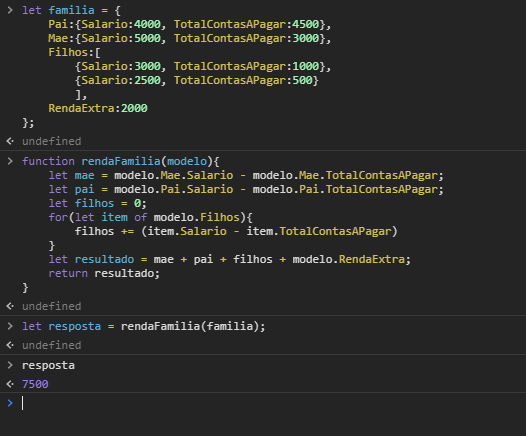 > let familia = {
Pai:{Salario:4000, TotalContasAPagar:4500},
Mae:{Salario:5000, TotalContasAPagar:3000},
Filhos:[
{Salario:3000, TotalContasAPagar:1000},
{Salario:2500, TotalContasAPagar:500}
],
RendaExtra:2000
};
undefined
> function rendaFamilia(modelo){
let mae = modelo.Mae.Salario - modelo.Mae.TotalContasAPagar;
let pai = modelo.Pai.Salario - modelo.Pai.TotalContasAPagar;
let filhos = 0;
for(let item of modelo.Filhos){
filhos += (item.Salario - item.TotalContasAPagar)
}
let resultado = mae + pai + filhos + modelo.RendaExtra;
return resultado;
}
undefined
> let resposta = rendaFamilia(familia);
undefined
> resposta
7500
>